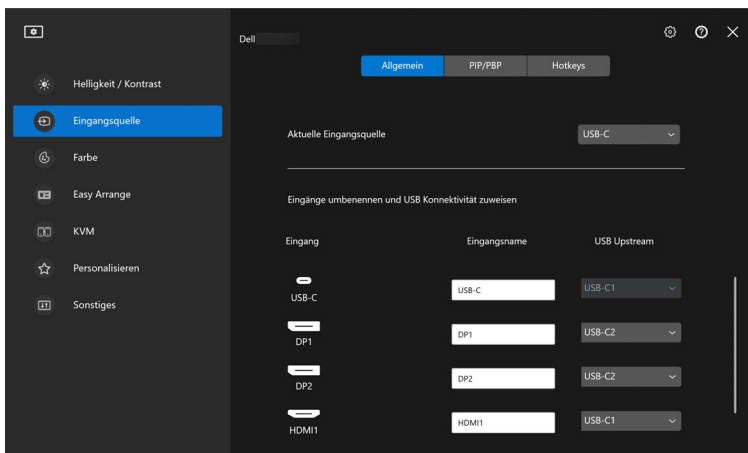 Dell
Allgemein PIP/PBP Hotkeys
Helligkeit / Kontrast
Eingangsquelle
Farbe
Easy Arrange
KVM
Personalisieren
Sonstiges
Aktuelle Eingangsquelle USB-C
Eingänge umbenennen und USB Konnektivität zuweisen
Eingang Eingangsname USB Upstream
USB-C USB-C USB-C1
DP1 DP1 USB-C2
DP2 DP2 USB-C2
HDMI1 HDMI1 USB-C1